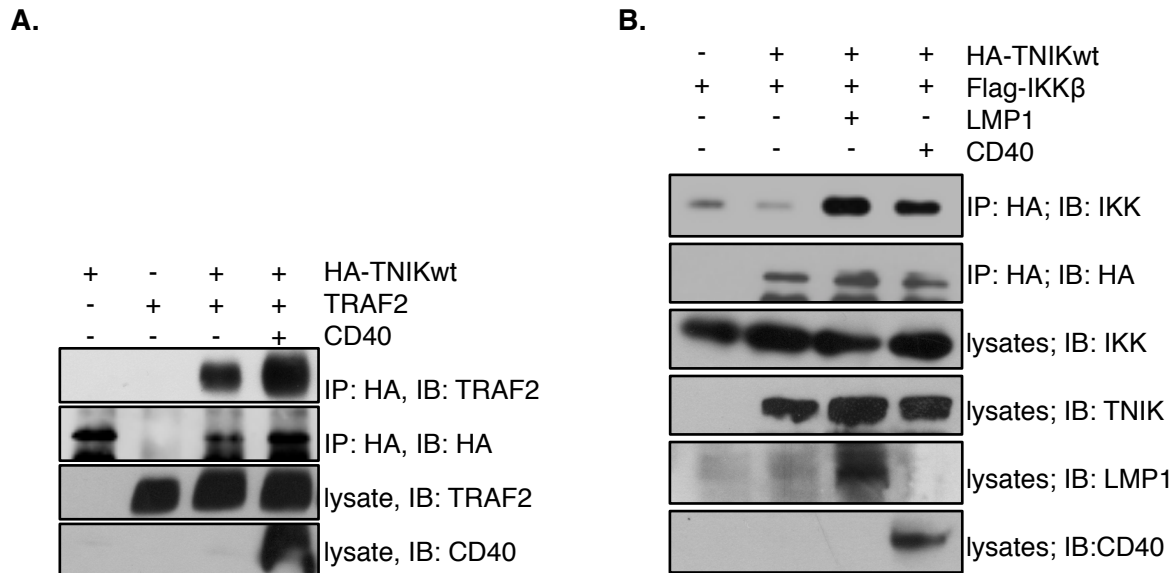 A.
+ - + + HA-TNIKwt
- + + + TRAF2
- - - + CD40
IP: HA, IB: TRAF2
IP: HA, IB: HA
lysate, IB: TRAF2
lysate, IB: CD40
B.
- + + + HA-TNIKwt
+ + + + Flag-IKKβ
- - + - LMP1
- - - + CD40
IP: HA; IB: IKK
IP: HA; IB: HA
lysates; IB: IKK
lysates; IB: TNIK
lysates; IB: LMP1
lysates; IB:CD40